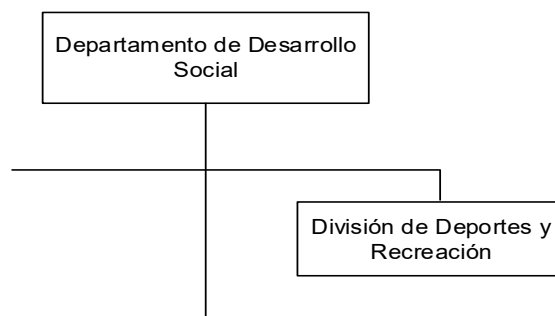 Departamento de Desarrollo
Social
División de Deportes y
Recreación